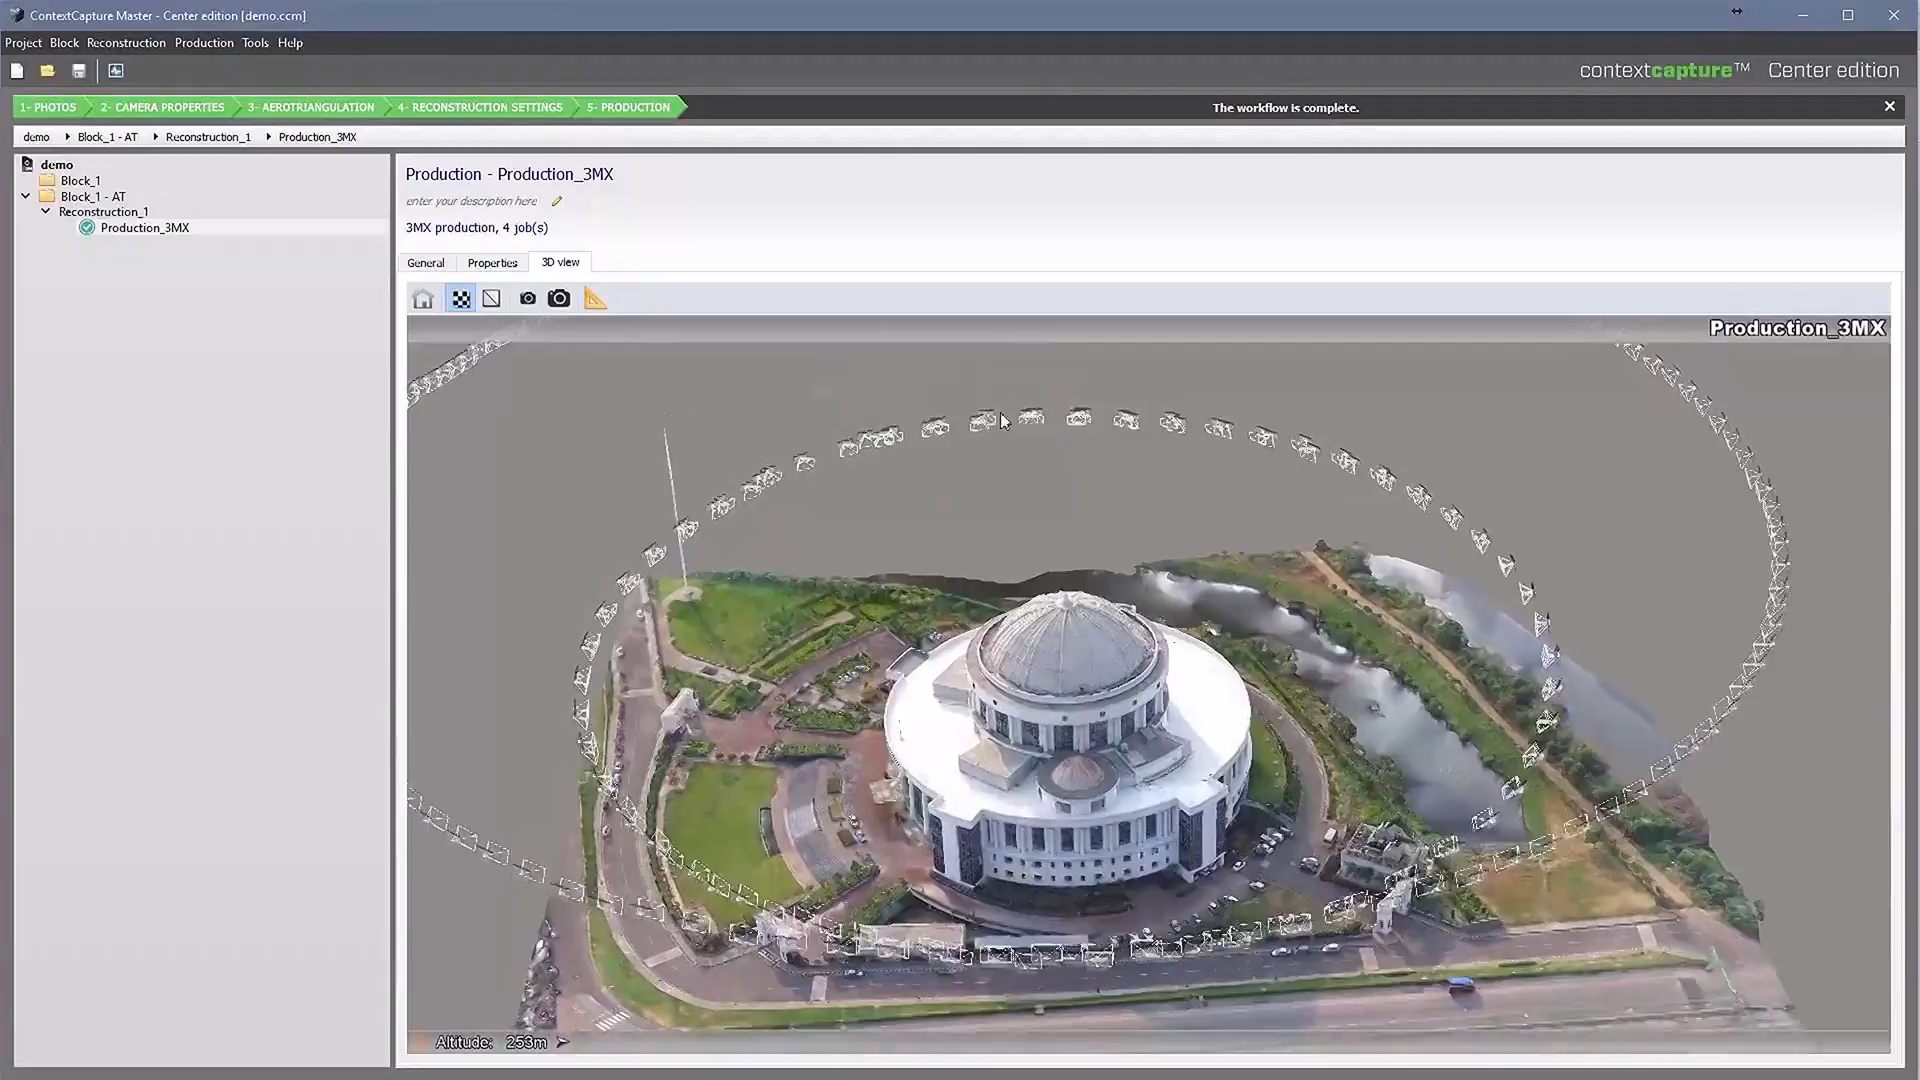 ContextCapture Master - Center edition [demo.ccm]
Project Block Reconstruction Production Tools Help
contextcapture™ Center edition
1- PHOTOS 2- CAMERA PROPERTIES 3- AEROTRIANGULATION 4- RECONSTRUCTION SETTINGS 5- PRODUCTION The workflow is complete.
demo Block_1 - AT Reconstruction_1 Production_3MX
demo
Block_1
Block_1 - AT
Reconstruction_1
Production_3MX
Production - Production_3MX
enter your description here
3MX production, 4 job(s)
General Properties 3D view
Production_3MX
Altitude: 253m